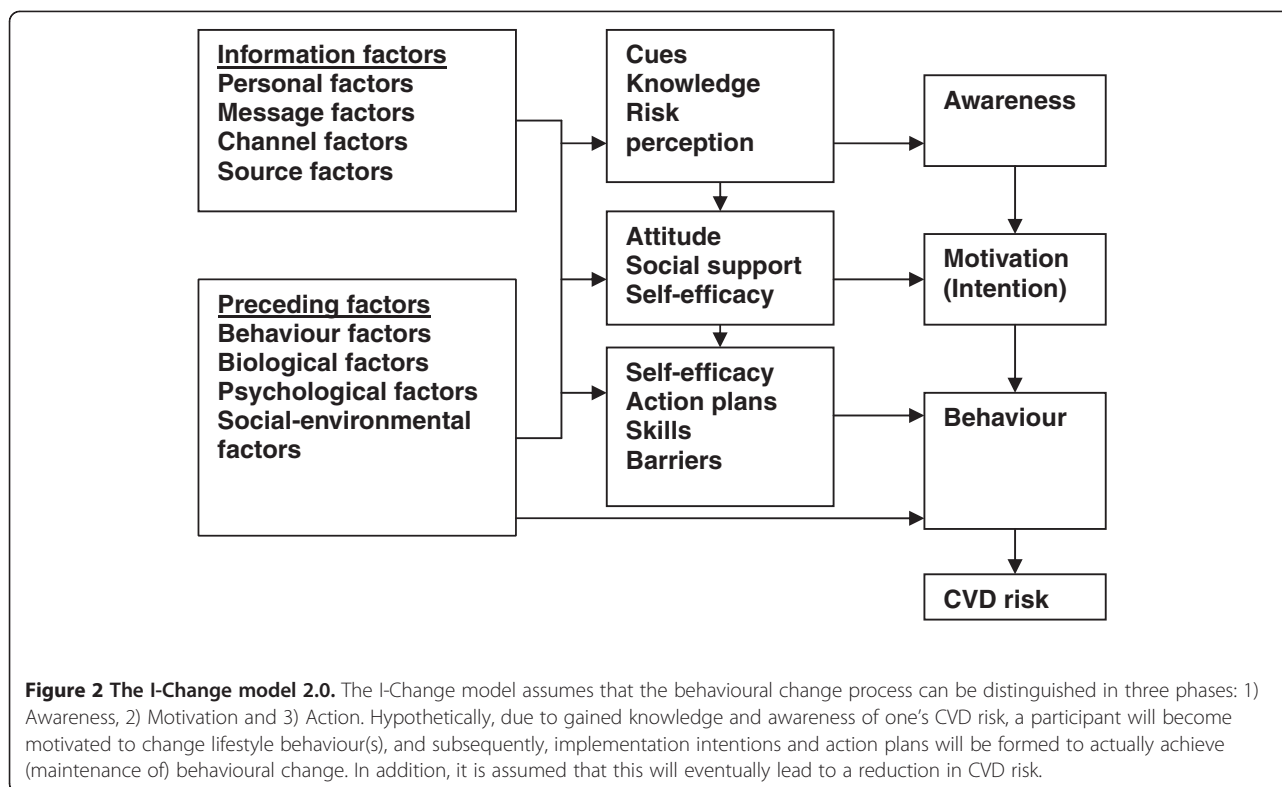 Information factors
Personal factors
Message factors
Channel factors
Source factors
Preceding factors
Behaviour factors
Biological factors
Psychological factors
Social-environmental
factors
Cues
Knowledge
Risk
perception
Attitude
Social support
Self-efficacy
Self-efficacy
Action plans
Skills
Barriers
Awareness
Motivation
(Intention)
Behaviour
CVD risk
Figure 2 The I-Change model 2.0. The I-Change model assumes that the behavioural change process can be distinguished in three phases: 1)
Awareness, 2) Motivation and 3) Action. Hypothetically, due to gained knowledge and awareness of one's CVD risk, a participant will become
motivated to change lifestyle behaviour(s), and subsequently, implementation intentions and action plans will be formed to actually achieve
(maintenance of) behavioural change. In addition, it is assumed that this will eventually lead to a reduction in CVD risk.